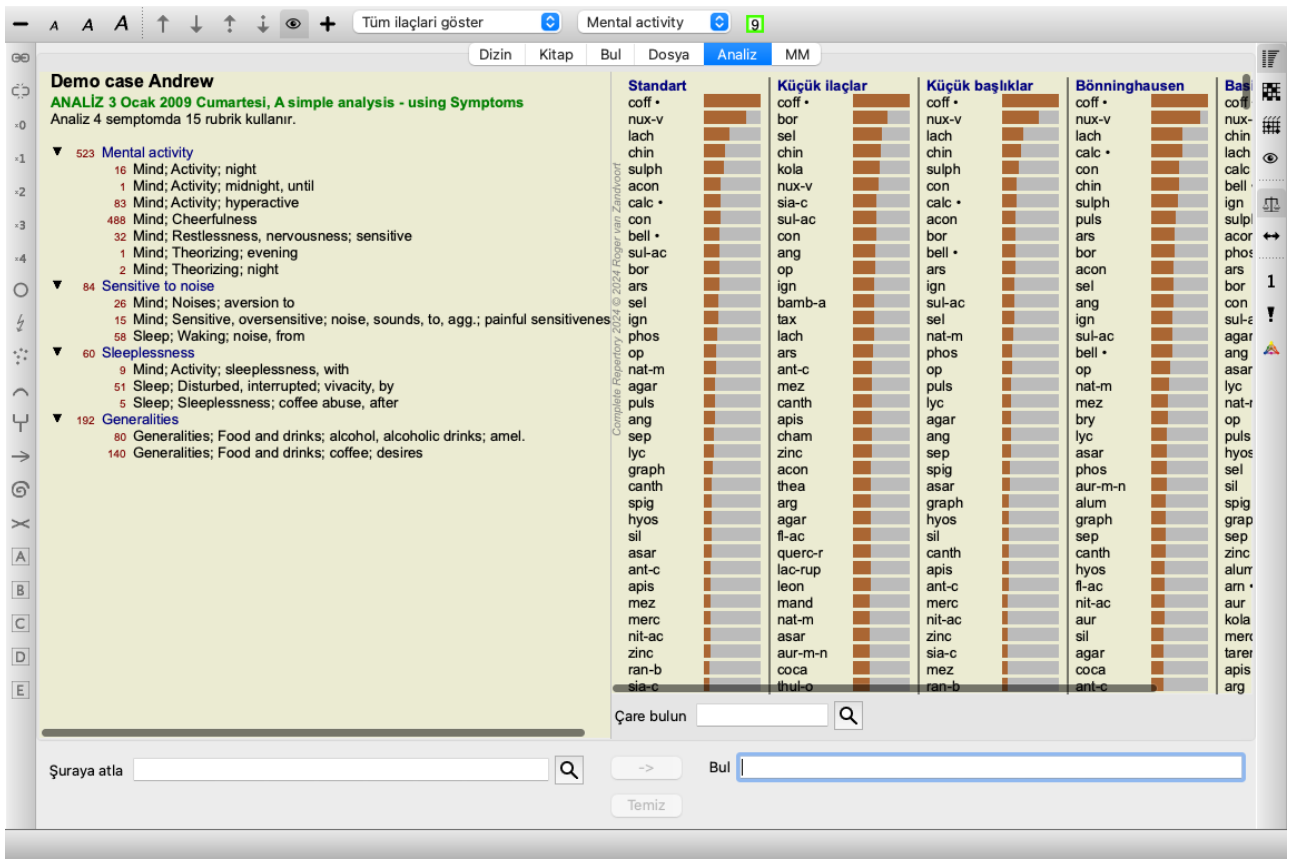 Tüm ilaçlari göster
Mental activity
9
Dizin Kitap Bul Dosya Analiz MM
Demo case Andrew
ANALİZ 3 Ocak 2009 Cumartesi, A simple analysis - using Symptoms
Analiz 4 semptomda 15 rubrik kullanır.
▼ 523 Mental activity
16 Mind; Activity; night
1 Mind; Activity; midnight, until
83 Mind; Activity; hyperactive
488 Mind; Cheerfulness
32 Mind; Restlessness, nervousness; sensitive
1 Mind; Theorizing; evening
2 Mind; Theorizing; night
▼ 84 Sensitive to noise
26 Mind; Noises; aversion to
15 Mind; Sensitive, oversensitive; noise, sounds, to, agg.; painful sensitivenes
58 Sleep; Waking; noise, from
▼ 60 Sleeplessness
9 Mind; Activity; sleeplessness, with
51 Sleep; Disturbed, interrupted; vivacity, by
5 Sleep; Sleeplessness; coffee abuse, after
▼ 192 Generalities
80 Generalities; Food and drinks; alcohol, alcoholic drinks; amel.
140 Generalities; Food and drinks; coffee; desires
Complete Repertory 2024 © 2024 Roger van Zandvoort
Standart
coff •
nux-v
lach
chin
sulph
acon
calc •
con
bell •
sul-ac
bor
ars
sel
ign
phos
op
nat-m
agar
puls
ang
sep
lyc
graph
canth
spig
hyos
sil
asar
ant-c
apis
mez
merc
nit-ac
zinc
ran-b
sia-c
Küçük ilaçlar
coff •
bor
sel
chin
kola
nux-v
sia-c
sul-ac
con
ang
op
ign
bamb-a
tax
lach
ars
ant-c
mez
canth
apis
cham
zinc
acon
thea
arg
agar
fl-ac
querc-r
lac-rup
leon
mand
nat-m
asar
aur-m-n
coca
thul-o
Küçük başlıklar
coff •
nux-v
lach
chin
sulph
con
calc •
acon
bor
bell •
ars
ign
sul-ac
sel
nat-m
phos
op
puls
lyc
agar
ang
sep
spig
asar
graph
hyos
sil
canth
apis
ant-c
merc
nit-ac
zinc
sia-c
mez
ran-b
Bönninghausen
coff •
nux-v
lach
calc •
con
chin
sulph
puls
ars
bor
acon
sel
ang
ign
sul-ac
bell •
op
nat-m
mez
bry
lyc
asar
phos
aur-m-n
alum
graph
sep
canth
hyos
fl-ac
nit-ac
aur
sil
agar
coca
ant-c
Bas
coff
nux-
chin
lach
calc
bell
ign
sulp
acor
phos
ars
bor
con
sul-a
agar
ang
asar
lyc
nat-r
op
puls
hyos
sel
sil
spig
grap
sep
zinc
alum
arn
aur
kola
merc
tarer
apis
arg
Çare bulun
Şuraya atla
->
Bul
Temiz
×0
×1
×2
×3
×4
A
B
C
D
E
1